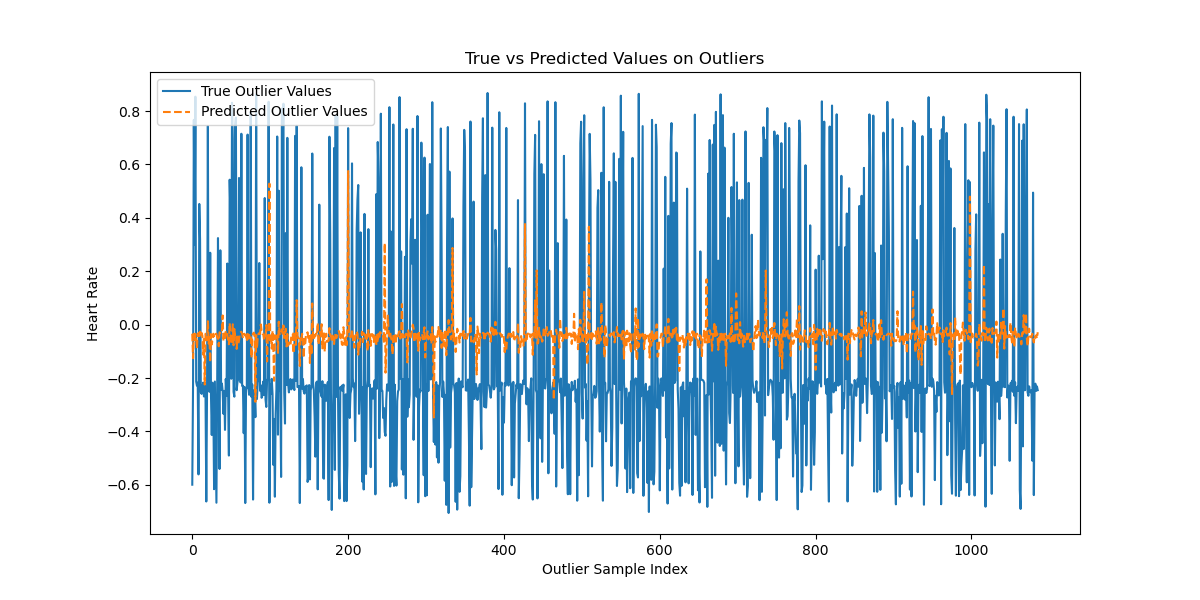 True vs Predicted Values on Outliers
True Outlier Values
Predicted Outlier Values
Heart Rate
0.8
0.6
0.4
0.2
0.0
−0.2
−0.4
−0.6
0 200 400 600 800 1000
Outlier Sample Index